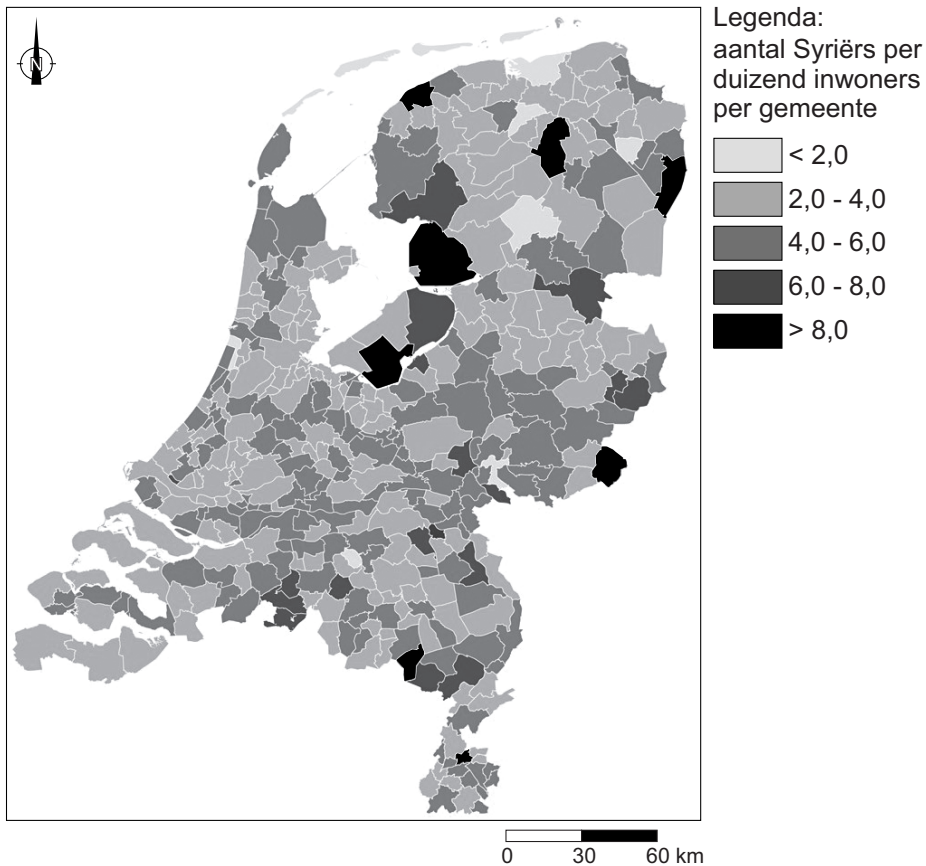 N
Legenda:
aantal Syriërs per
duizend inwoners
per gemeente
< 2,0
2,0 - 4,0
4,0 - 6,0
6,0 - 8,0
> 8,0
0 30 60 km